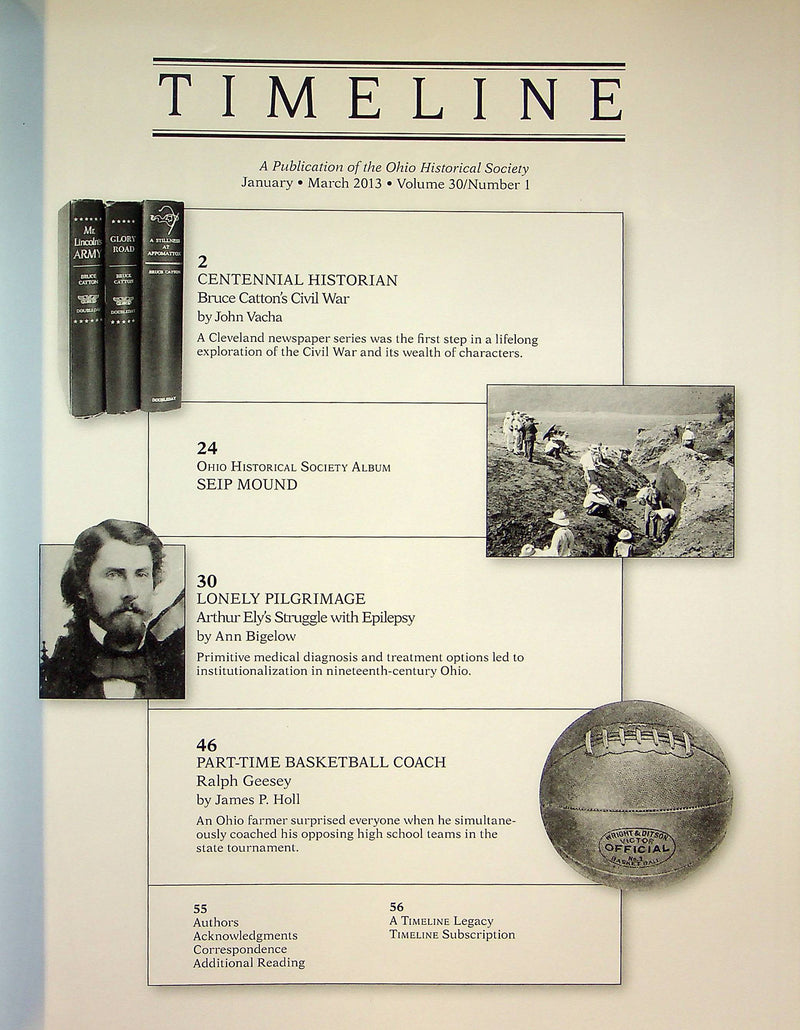 TIMELINE
A Publication of the Ohio Historical Society
January • March 2013 • Volume 30/Number 1
Mr.
Lincoln's
ARMY
BRUCE
CATTON
DOUBLEDAY
GLORY
ROAD
BRUCE
CATTON
DOUBLEDAY
A STILLNESS
AT
APPOMATTOX
BRUCE CATTON
DOUBLEDAY
2
CENTENNIAL HISTORIAN
Bruce Catton's Civil War
by John Vacha
A Cleveland newspaper series was the first step in a lifelong
exploration of the Civil War and its wealth of characters.
24
OHIO HISTORICAL SOCIETY ALBUM
SEIP MOUND
30
LONELY PILGRIMAGE
Arthur Ely's Struggle with Epilepsy
by Ann Bigelow
Primitive medical diagnosis and treatment options led to
institutionalization in nineteenth-century Ohio.
46
PART-TIME BASKETBALL COACH
Ralph Geesey
by James P. Holl
An Ohio farmer surprised everyone when he simultane-
ously coached his opposing high school teams in the
state tournament.
WRIGHT & DITSON
VICTOR
OFFICIAL
No. 3
BASKET BALL
55
Authors
Acknowledgments
Correspondence
Additional Reading
56
A TIMELINE Legacy
TIMELINE Subscription